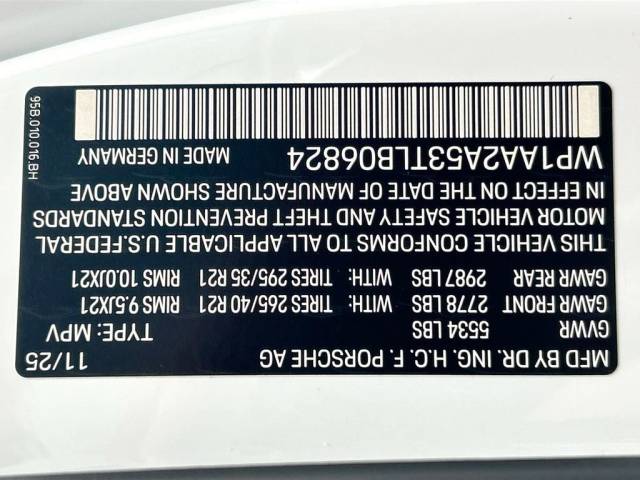 MFD BY DR. ING. H.C. F. PORSCHE AG 11/25
GVWR 5534 LBS TYPE: MPV
GAWR FRONT 2778 LBS WITH: TIRES 265/40 R21 RIMS 9.5JX21
GAWR REAR 2987 LBS WITH: TIRES 295/35 R21 RIMS 10.0JX21
THIS VEHICLE CONFORMS TO ALL APPLICABLE U.S.FEDERAL
MOTOR VEHICLE SAFETY AND THEFT PREVENTION STANDARDS
IN EFFECT ON THE DATE OF MANUFACTURE SHOWN ABOVE
WP1AA2A53TLB06824 MADE IN GERMANY
95B.010.016.BH